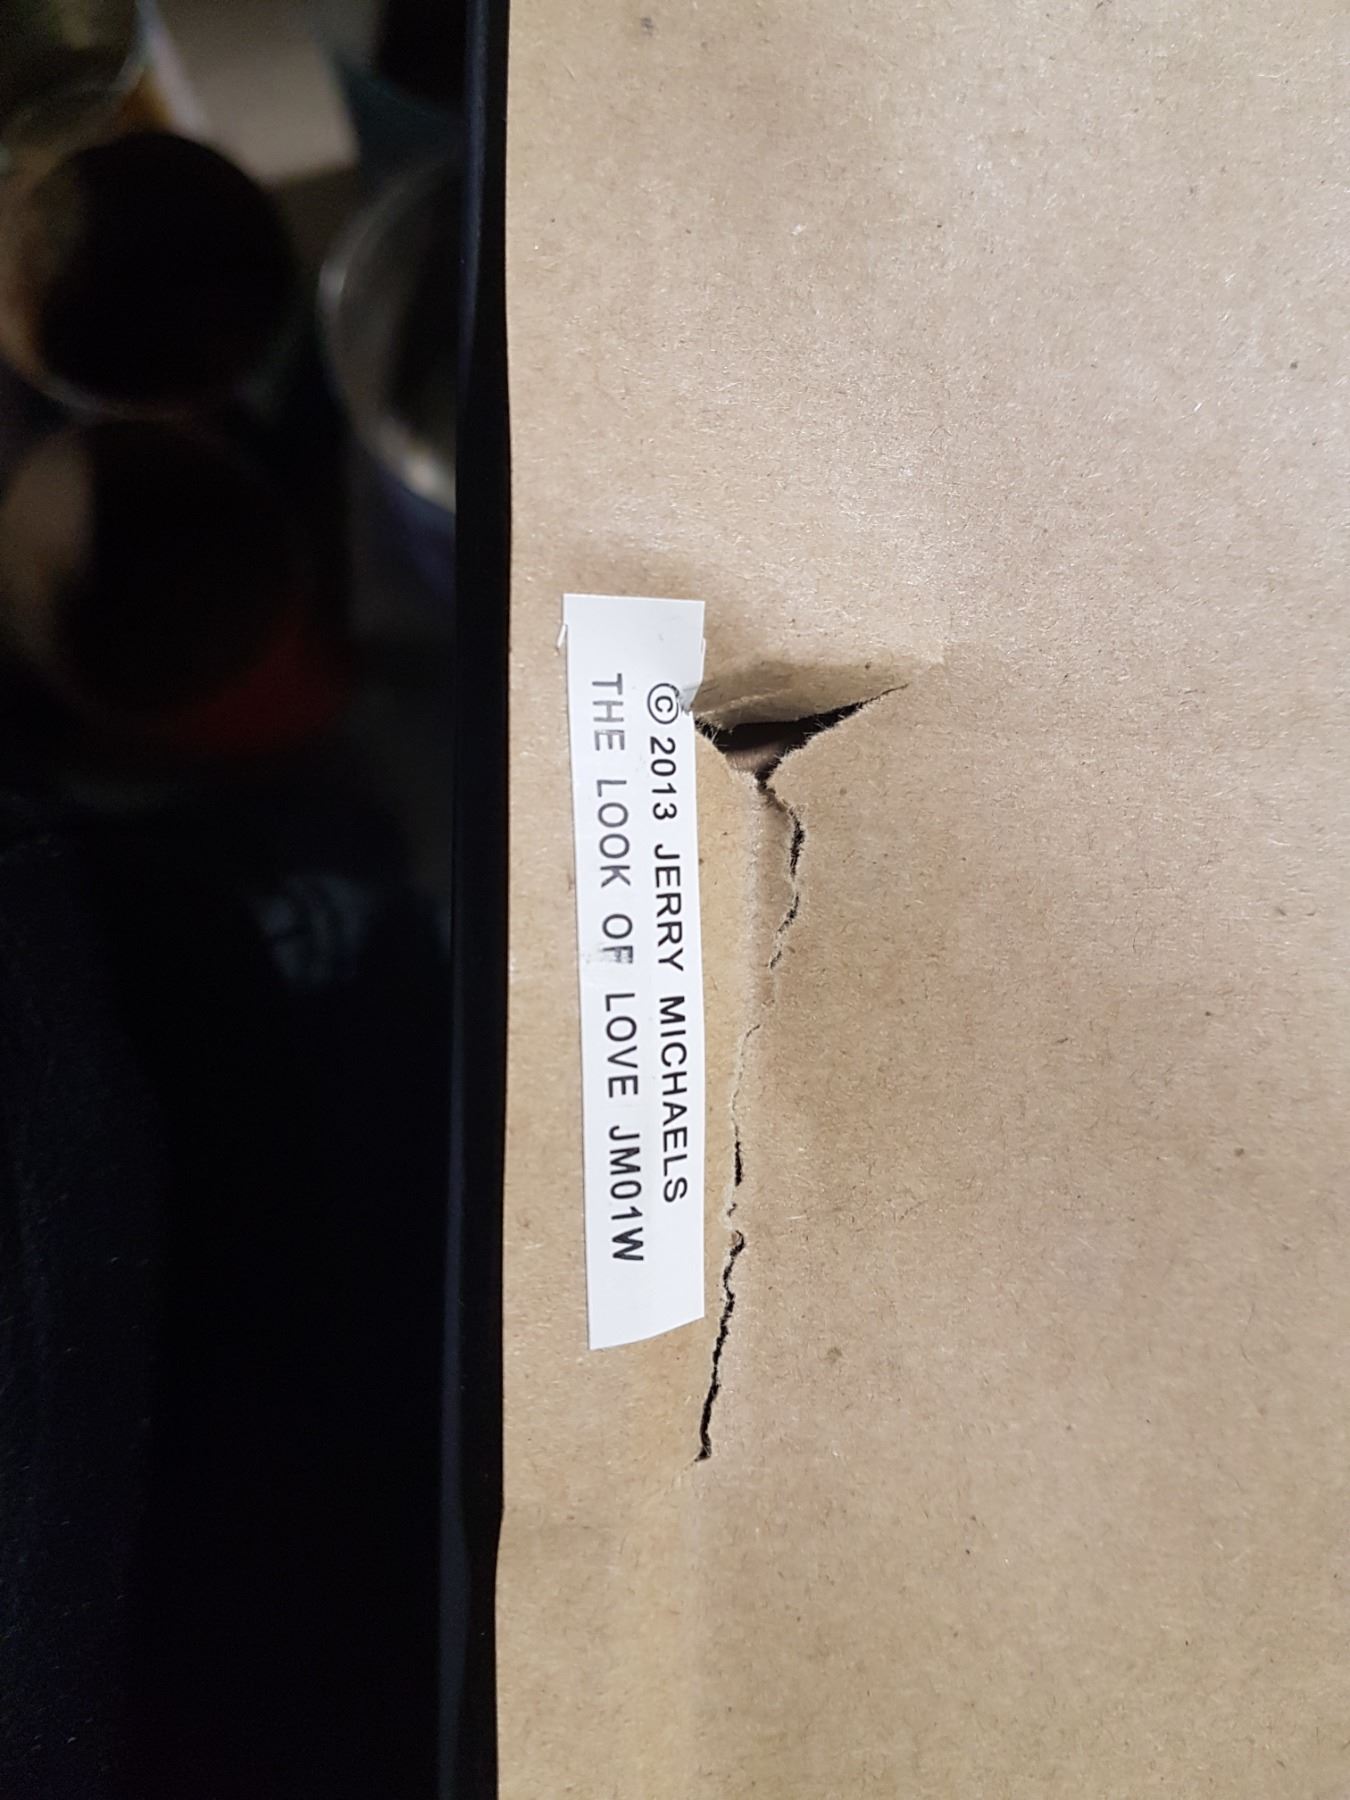 © 2013 JERRY MICHAELS
THE LOOK OF LOVE JM01W